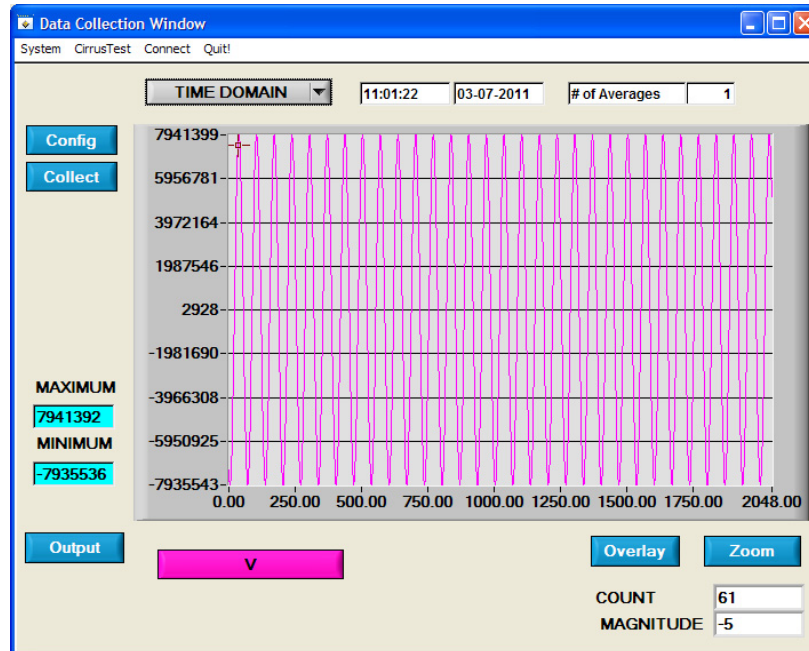 Data Collection Window
System CirrusTest Connect Quit!
TIME DOMAIN 11:01:22 03-07-2011 # of Averages 1
Config
Collect
7941399
5956781
3972164
1987546
2928
-1981690
-3966308
-5950925
-7935543
0.00 250.00 500.00 750.00 1000.00 1250.00 1500.00 1750.00 2048.00
MAXIMUM
7941392
MINIMUM
-7935536
Output
V
Overlay Zoom
COUNT 61
MAGNITUDE -5